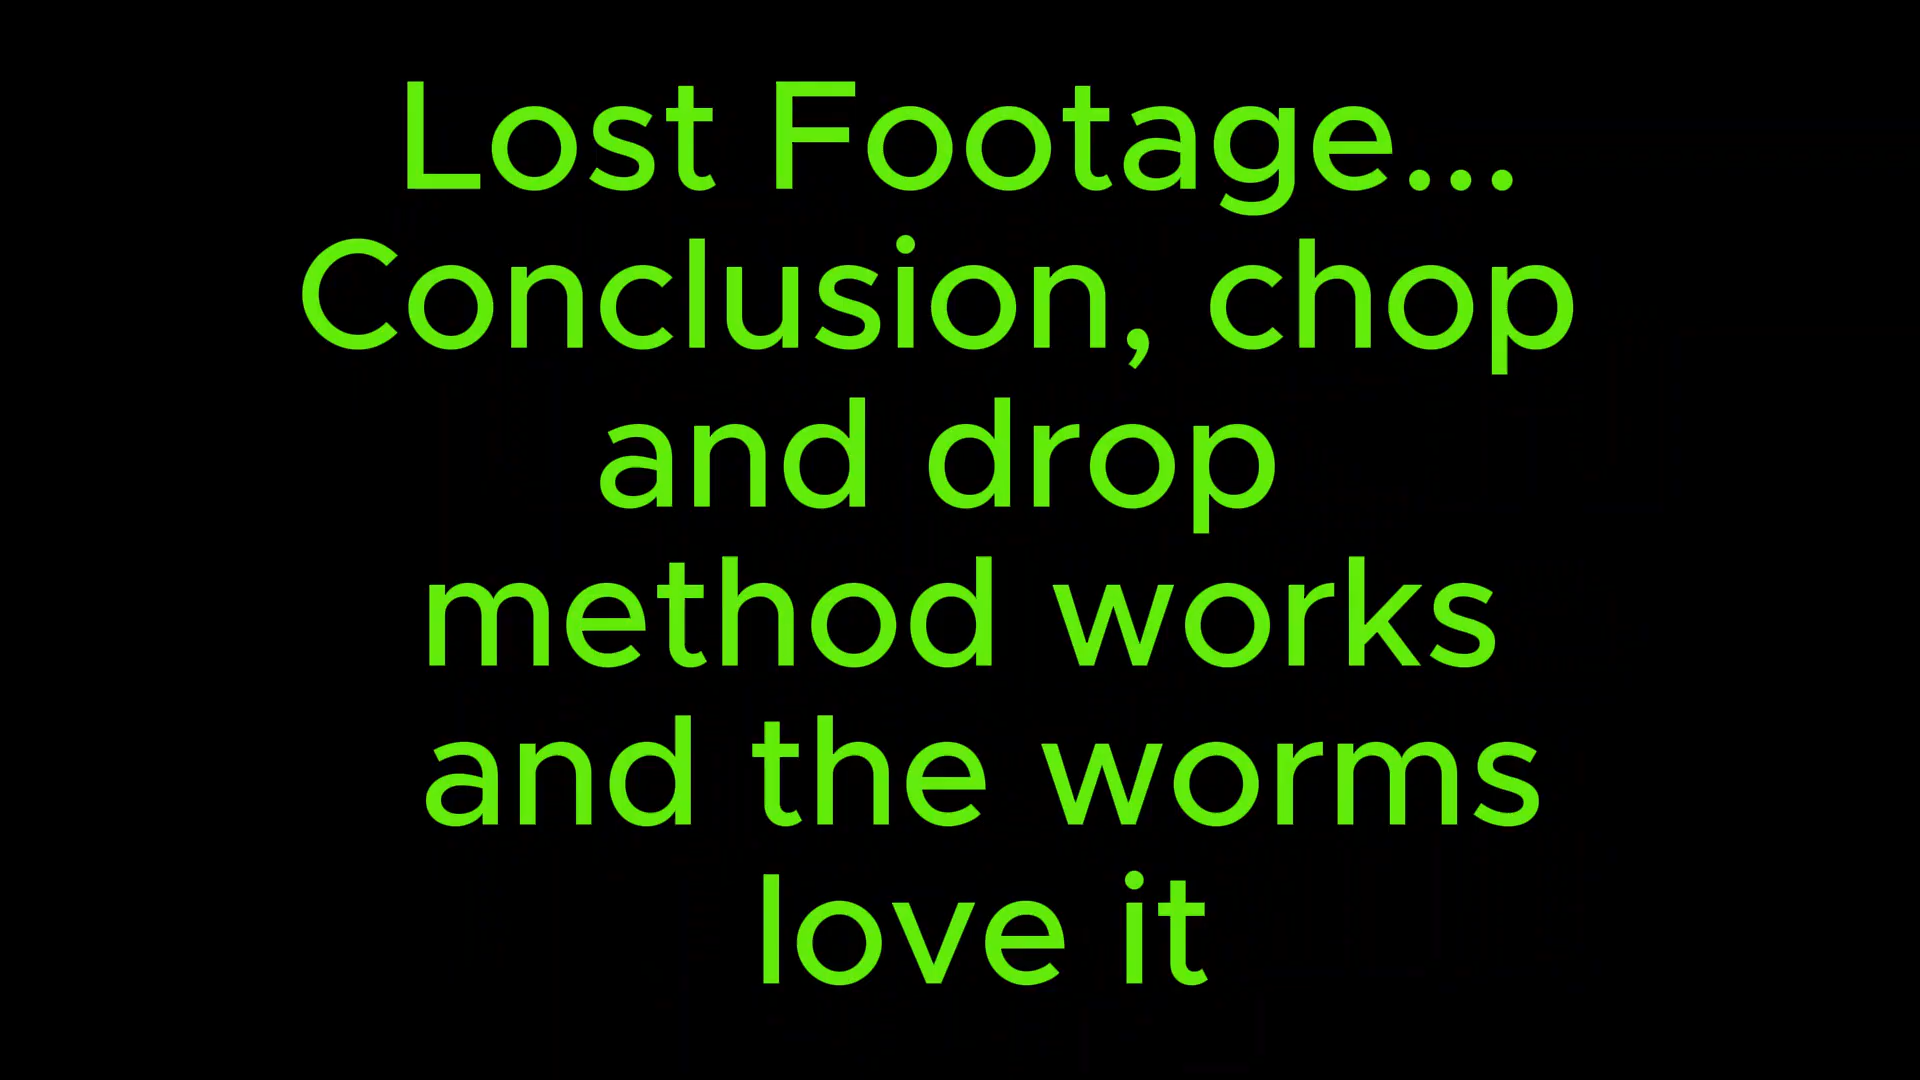 Lost Footage...
Conclusion, chop
and drop
method works
and the worms
love it